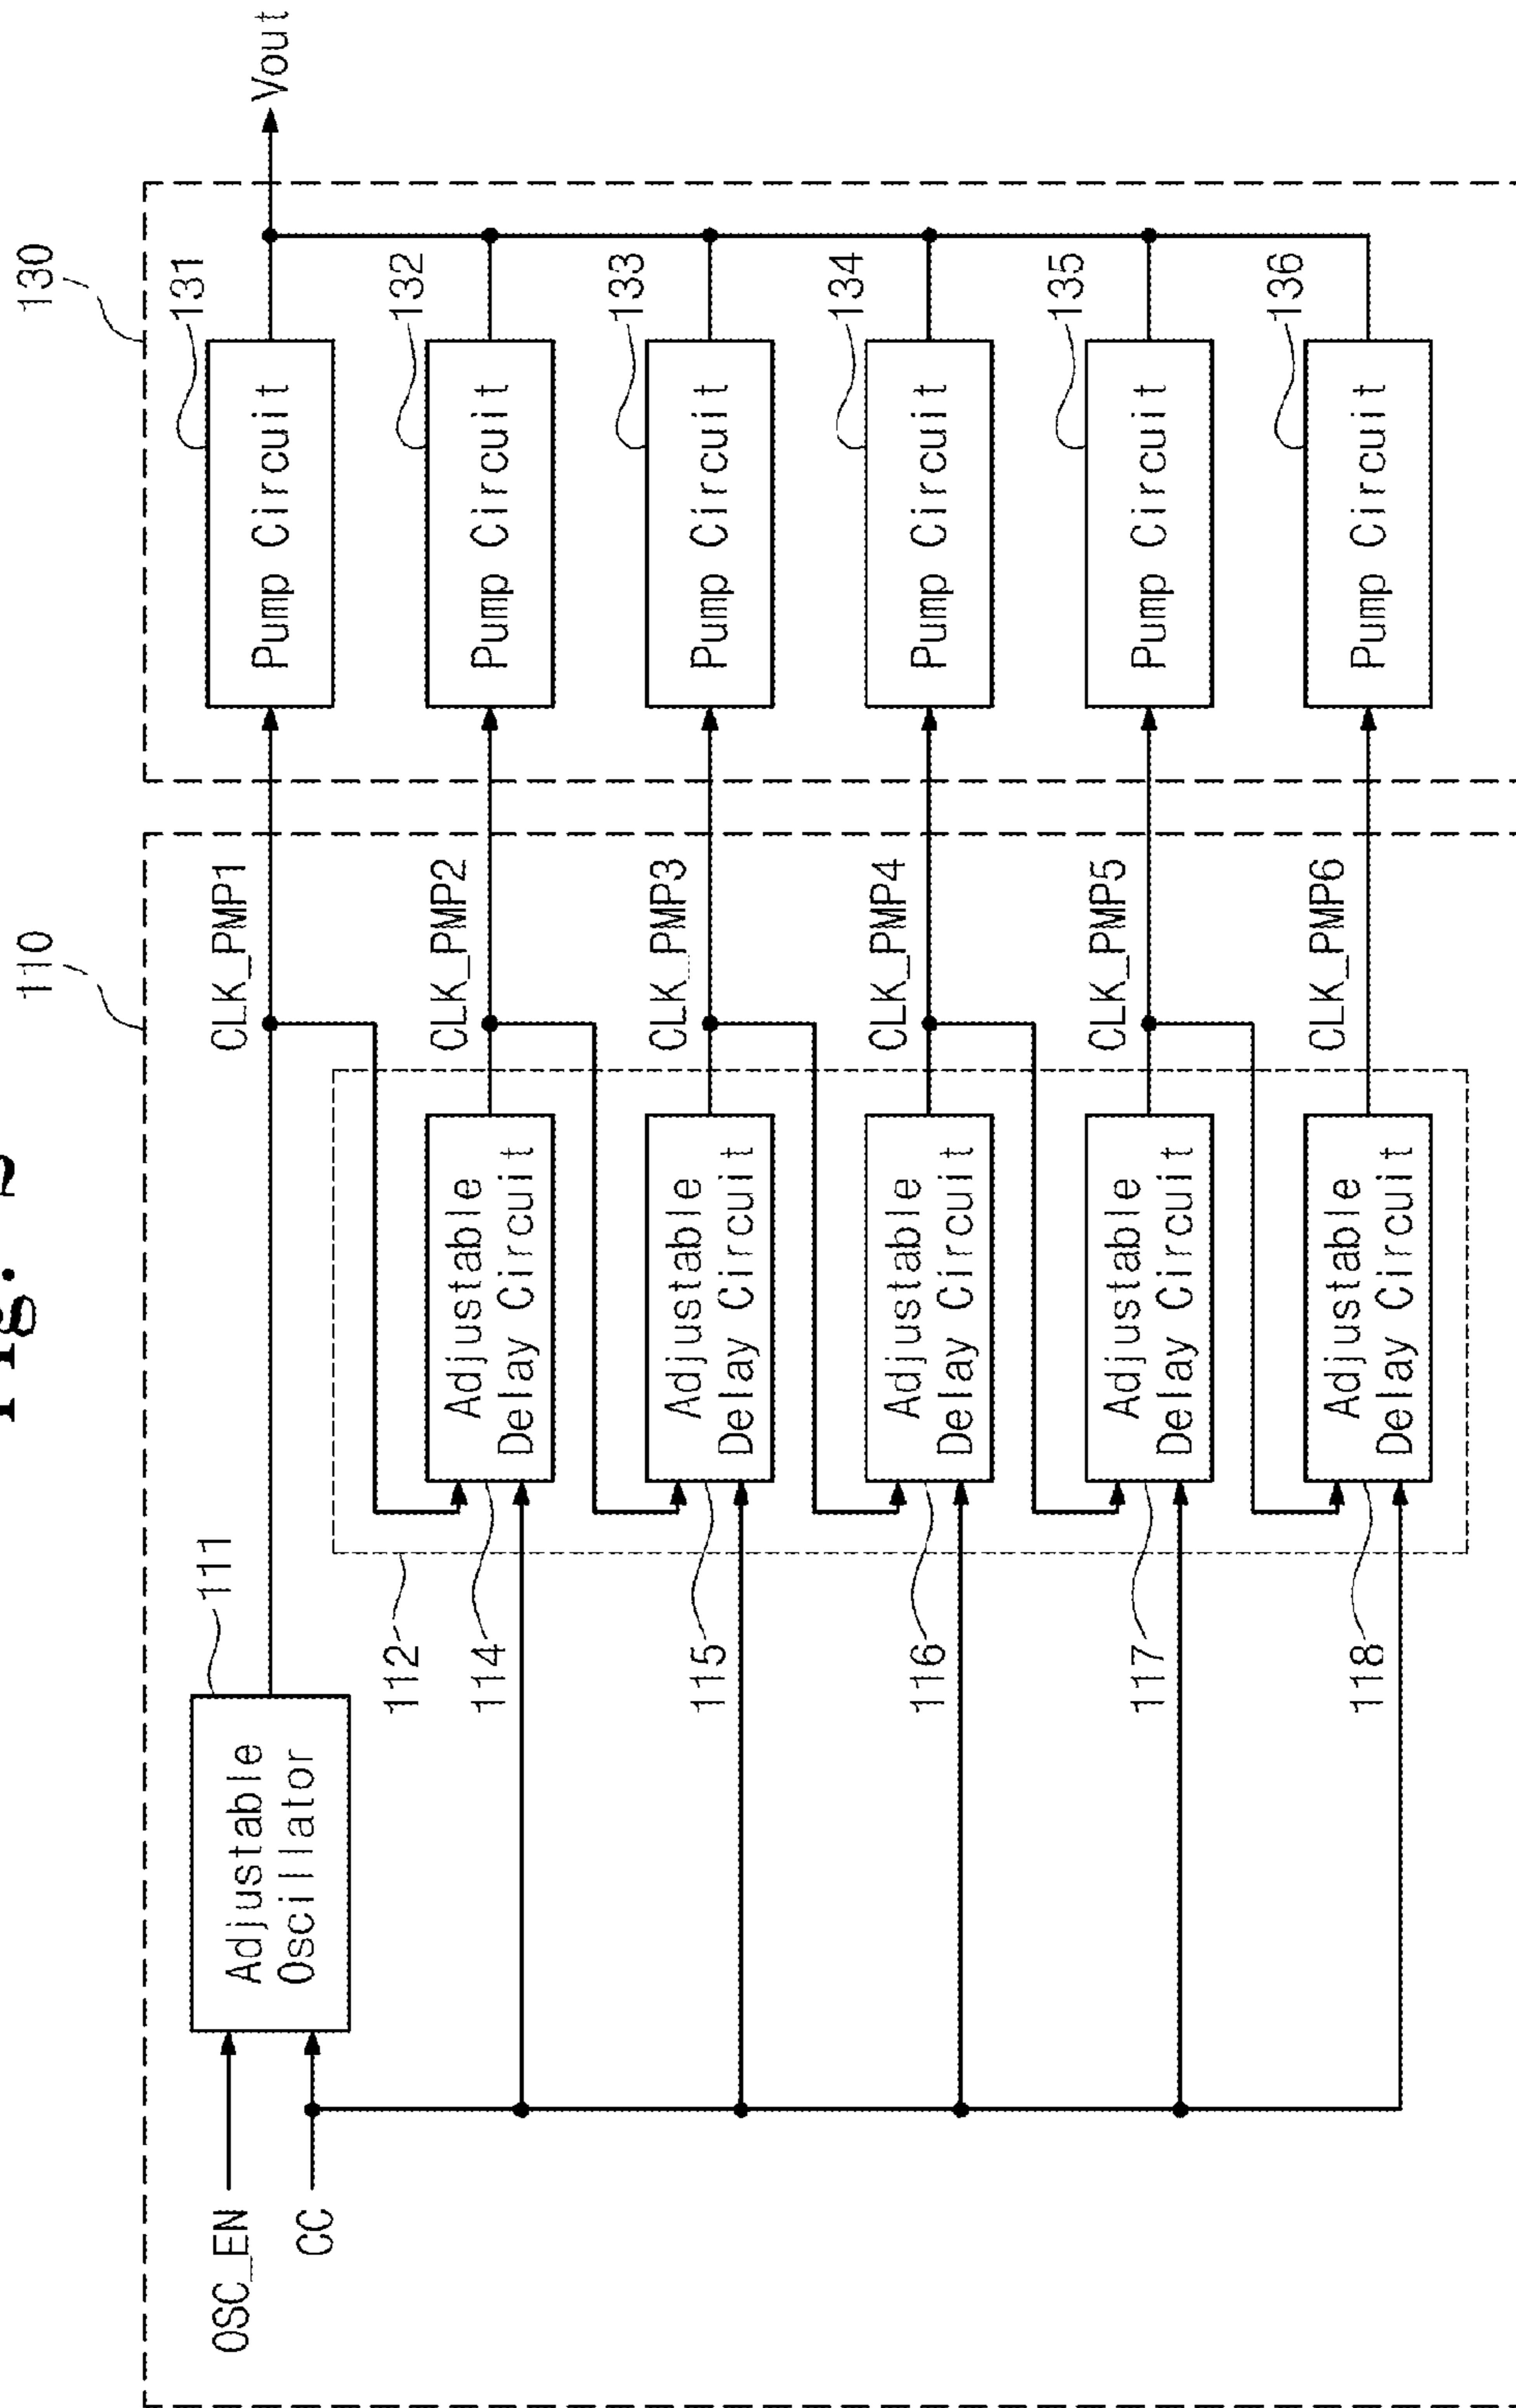 Fig. 2
110
130
OSC_EN
CC
Adjustable
Oscillator
111
CLK_PMP1
Pump Circuit
131
Vout
112
114
Adjustable
Delay Circuit
CLK_PMP2
Pump Circuit
132
115
Adjustable
Delay Circuit
CLK_PMP3
Pump Circuit
133
116
Adjustable
Delay Circuit
CLK_PMP4
Pump Circuit
134
117
Adjustable
Delay Circuit
CLK_PMP5
Pump Circuit
135
118
Adjustable
Delay Circuit
CLK_PMP6
Pump Circuit
136